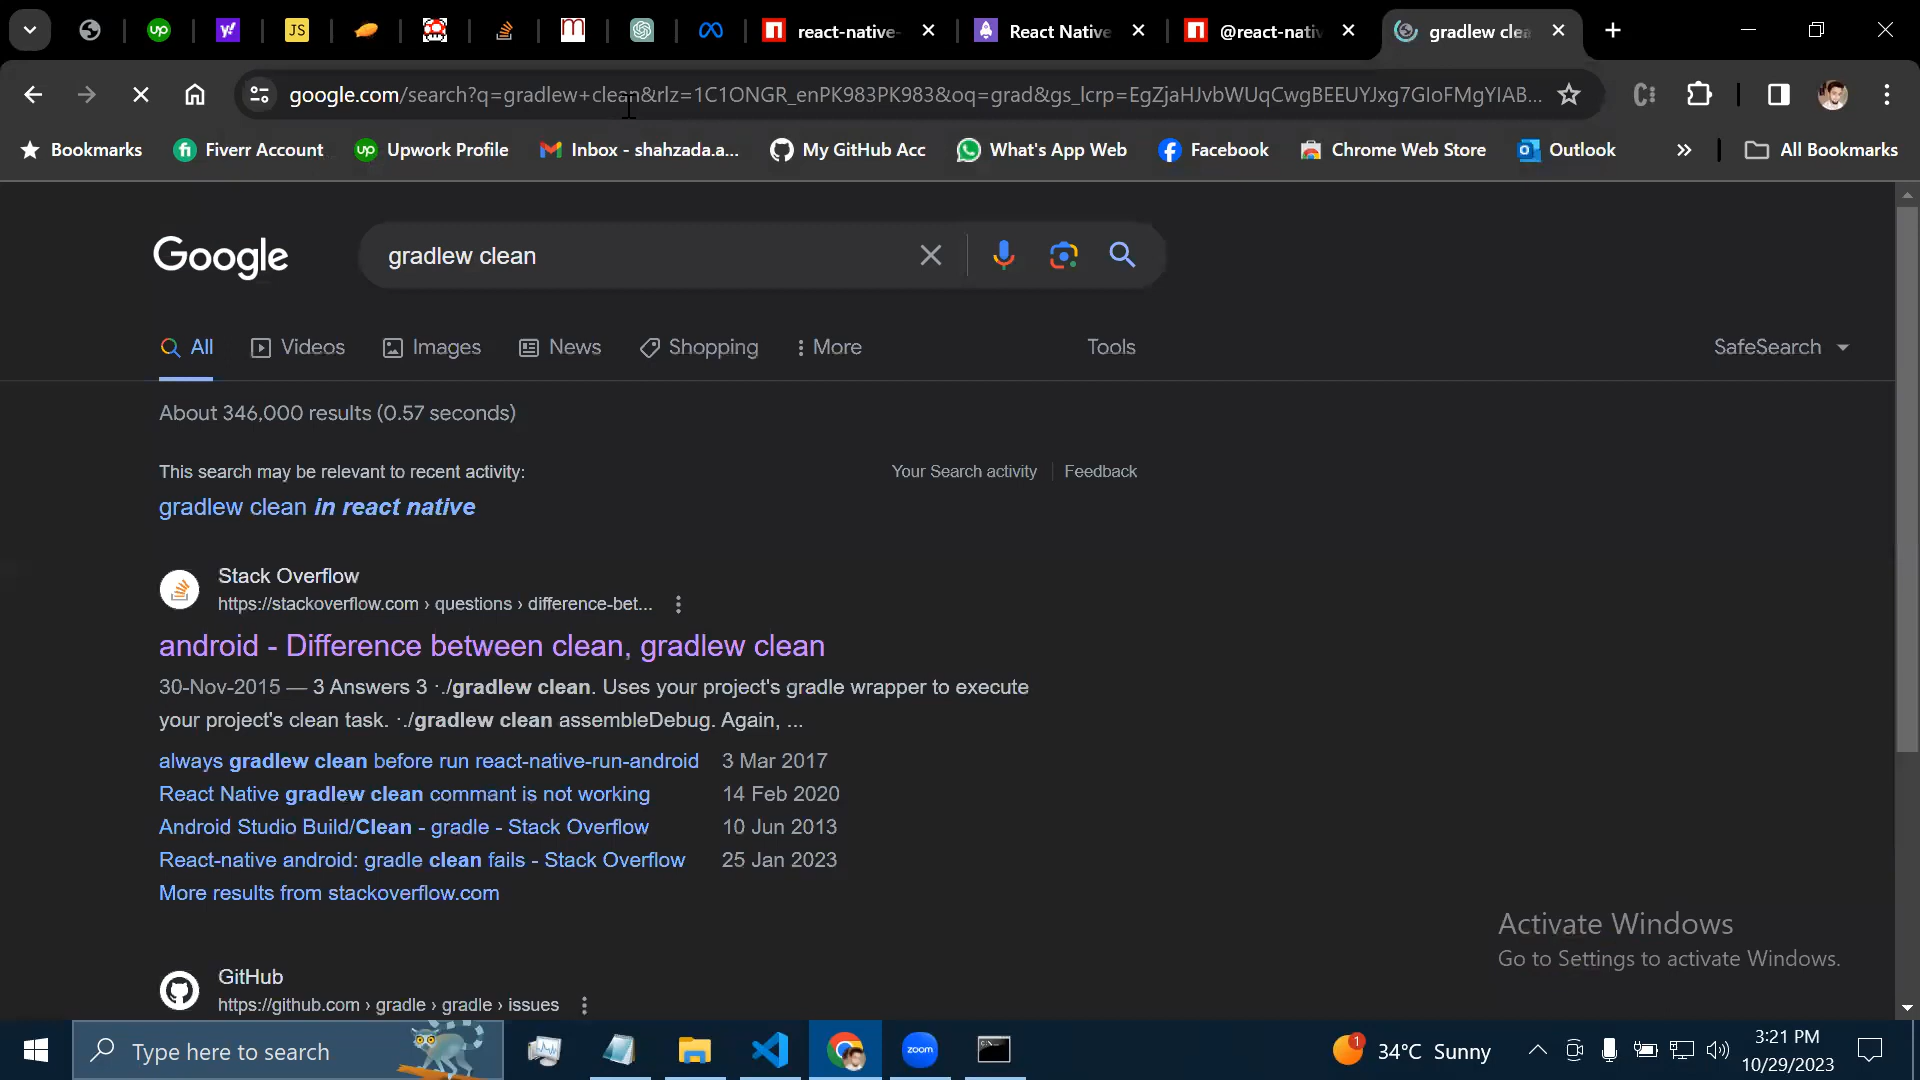 up
y!
JS
react-native-
React Native
@react-nativ
gradlew clea
google.com/search?q=gradlew+clean&rlz=1C1ONGR_enPK983PK983&oq=grad&gs_lcrp=EgZjaHJvbWUqCwgBEEUYJxg7GIoFMgYIAB...
Bookmarks
Fiverr Account
Upwork Profile
Inbox - shahzada.a...
My GitHub Acc
What's App Web
Facebook
Chrome Web Store
Outlook
All Bookmarks
Google
gradlew clean
All
Videos
Images
News
Shopping
More
Tools
SafeSearch
About 346,000 results (0.57 seconds)
This search may be relevant to recent activity:
Your Search activity
Feedback
gradlew clean in react native
Stack Overflow
https://stackoverflow.com › questions › difference-bet...
android - Difference between clean, gradlew clean
30-Nov-2015 — 3 Answers 3 · ./gradlew clean. Uses your project's gradle wrapper to execute
your project's clean task. · ./gradlew clean assembleDebug. Again, ...
always gradlew clean before run react-native-run-android 3 Mar 2017
React Native gradlew clean commant is not working 14 Feb 2020
Android Studio Build/Clean - gradle - Stack Overflow 10 Jun 2013
React-native android: gradle clean fails - Stack Overflow 25 Jan 2023
More results from stackoverflow.com
Activate Windows
Go to Settings to activate Windows.
GitHub
https://github.com › gradle › gradle › issues
Type here to search
zoom
1
34°C Sunny
3:21 PM
10/29/2023